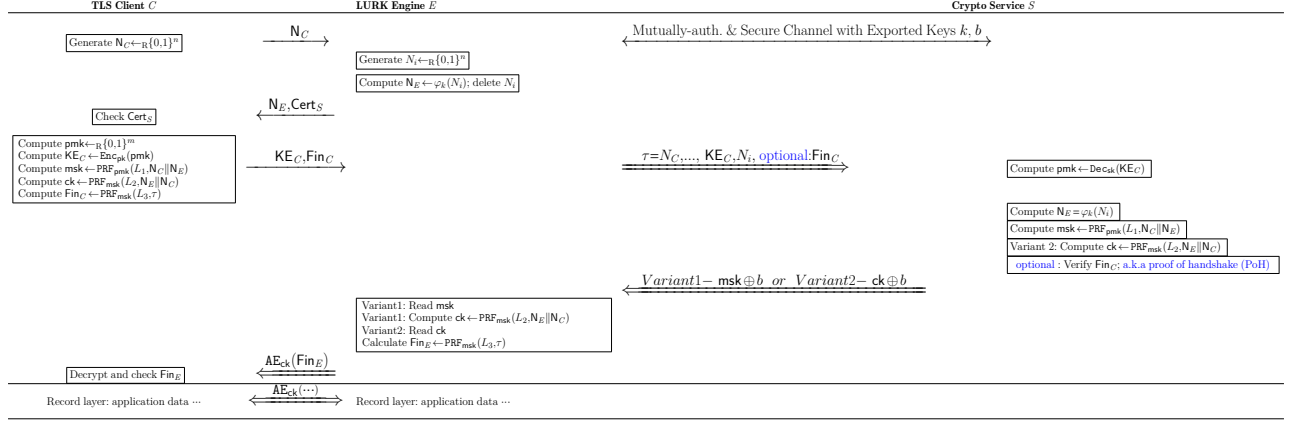 TLS Client C LURK Engine E Crypto Service S
Generate N_C←_R{0,1}^n
N_C
Mutually-auth. & Secure Channel with Exported Keys k, b
Generate N_i←_R{0,1}^n
Compute N_E←φ_k(N_i); delete N_i
N_E,Cert_S
Check Cert_S
Compute pmk←_R{0,1}^m
Compute KE_C←Enc_pk(pmk)
Compute msk←PRF_pmk(L_1,N_C‖N_E)
Compute ck←PRF_msk(L_2,N_E‖N_C)
Compute Fin_C←PRF_msk(L_3,τ)
KE_C,Fin_C
τ=N_C,..., KE_C,N_i, optional:Fin_C
Compute pmk←Dec_sk(KE_C)
Compute N_E=φ_k(N_i)
Compute msk←PRF_pmk(L_1,N_C‖N_E)
Variant 2: Compute ck←PRF_msk(L_2,N_E‖N_C)
optional : Verify Fin_C; a.k.a proof of handshake (PoH)
Variant1− msk⊕b or Variant2− ck⊕b
Variant1: Read msk
Variant1: Compute ck←PRF_msk(L_2,N_E‖N_C)
Variant2: Read ck
Calculate Fin_E←PRF_msk(L_3,τ)
AE_ck(Fin_E)
Decrypt and check Fin_E
AE_ck(⋯)
Record layer: application data ⋯ Record layer: application data ⋯